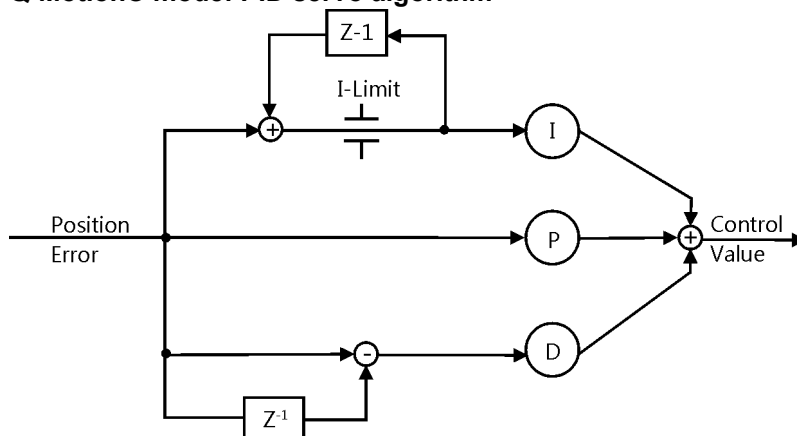 Z-1
I-Limit
+
I
Position
Error
P
+
Control
Value
-
D
Z⁻¹